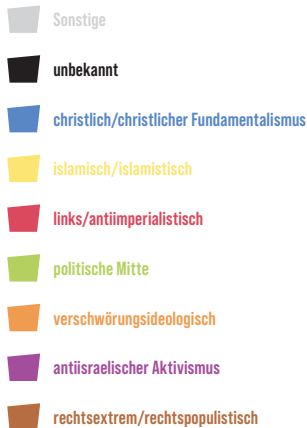 Sonstige
unbekannt
christlich/christlicher Fundamentalismus
islamisch/islamistisch
links/antiimperialistisch
politische Mitte
verschwörungsideologisch
antiisraelischer Aktivismus
rechtsextrem/rechtspopulistisch